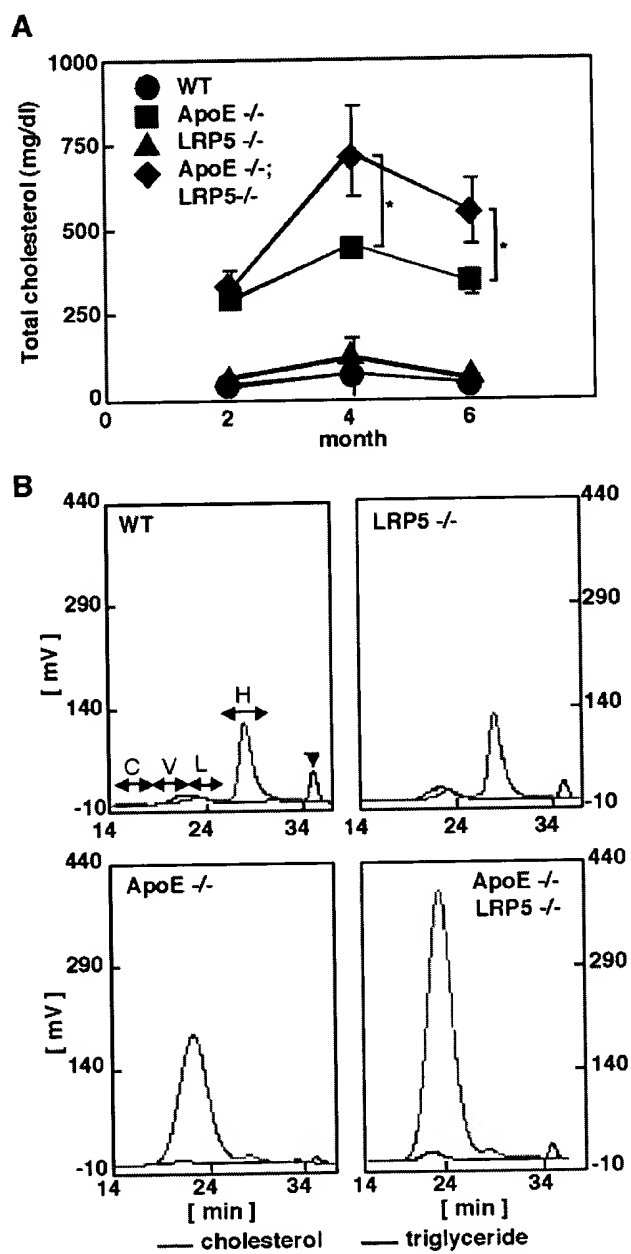 A
Total cholesterol (mg/dl)
1000
750
500
250
0
WT
ApoE -/-
LRP5 -/-
ApoE -/-;
LRP5-/-
*
*
0
2
4
6
month
B
440
290
140
-10
[ mV ]
WT
C
V
L
H
14
24
34
LRP5 -/-
440
290
140
-10
14
24
34
440
290
140
-10
[ mV ]
ApoE -/-
14
24
34
[ min ]
ApoE -/-
LRP5 -/-
440
290
140
-10
14
24
34
[ min ]
cholesterol
triglyceride